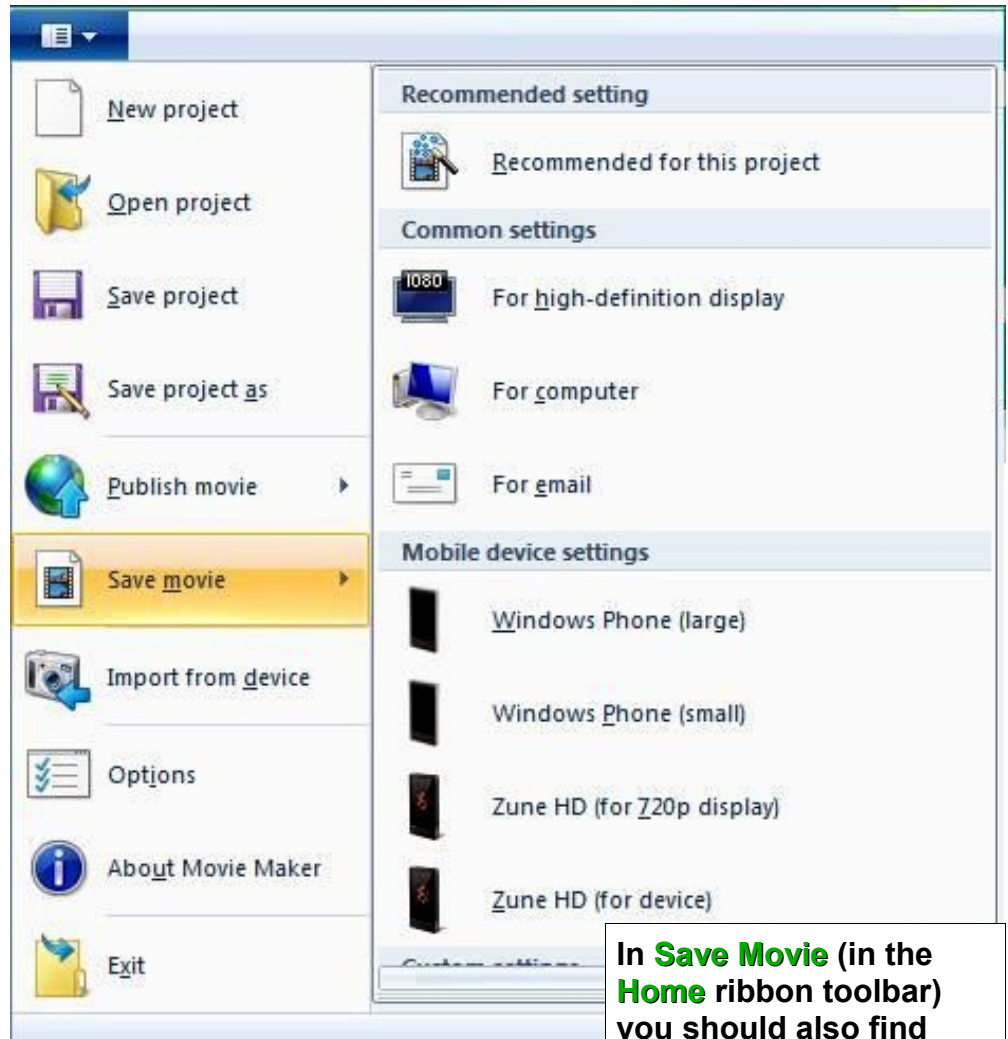 New project
Open project
Save project
Save project as
Publish movie
Save movie
Import from device
Options
About Movie Maker
Exit
Recommended setting
Recommended for this project
Common settings
1080
For high-definition display
For computer
For email
Mobile device settings
Windows Phone (large)
Windows Phone (small)
Zune HD (for 720p display)
Zune HD (for device)
Custom settings
In Save Movie (in the
Home ribbon toolbar)
you should also find